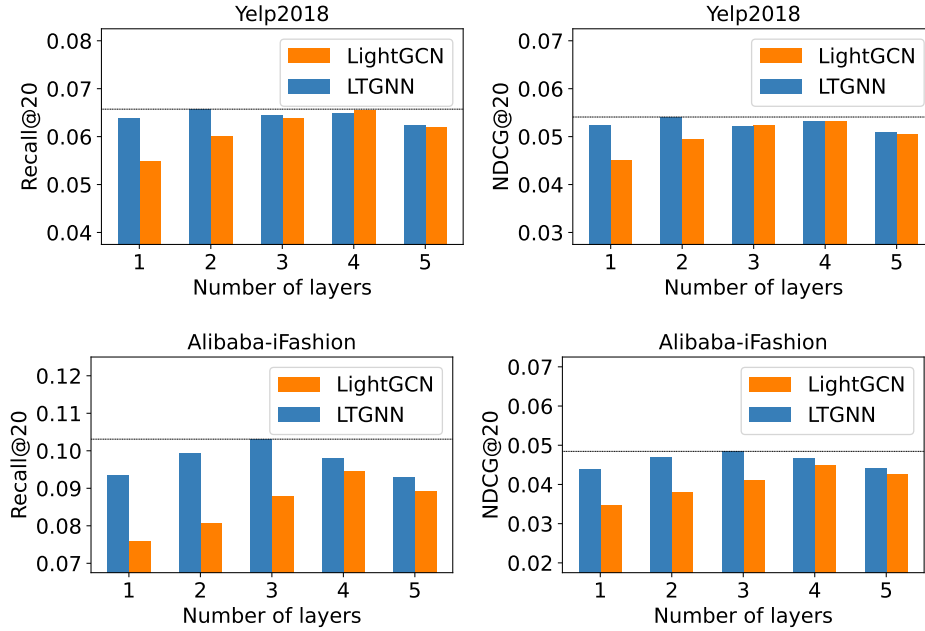 Yelp2018
Recall@20
0.08
0.07
0.06
0.05
0.04
LightGCN
LTGNN
1 2 3 4 5
Number of layers
Yelp2018
NDCG@20
0.07
0.06
0.05
0.04
0.03
LightGCN
LTGNN
1 2 3 4 5
Number of layers
Alibaba-iFashion
Recall@20
0.12
0.11
0.10
0.09
0.08
0.07
LightGCN
LTGNN
1 2 3 4 5
Number of layers
Alibaba-iFashion
NDCG@20
0.07
0.06
0.05
0.04
0.03
0.02
LightGCN
LTGNN
1 2 3 4 5
Number of layers